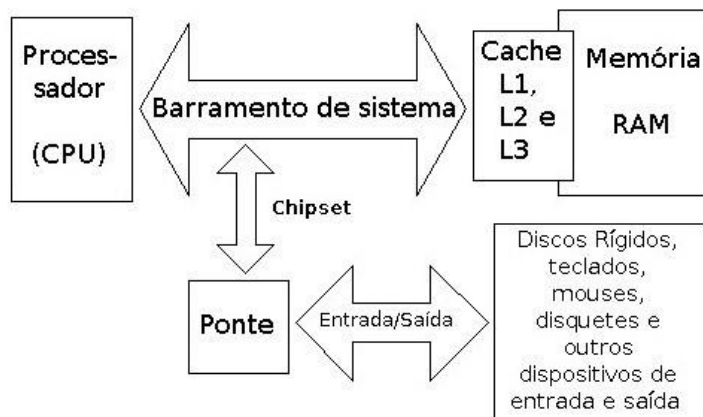 Proces-
sador
(CPU)
Barramento de sistema
Cache
L1,
L2 e
L3
Memória
RAM
Chipset
Ponte
Entrada/Saída
Discos Rígidos,
teclados,
mouses,
disquetes e
outros
dispositivos de
entrada e saída